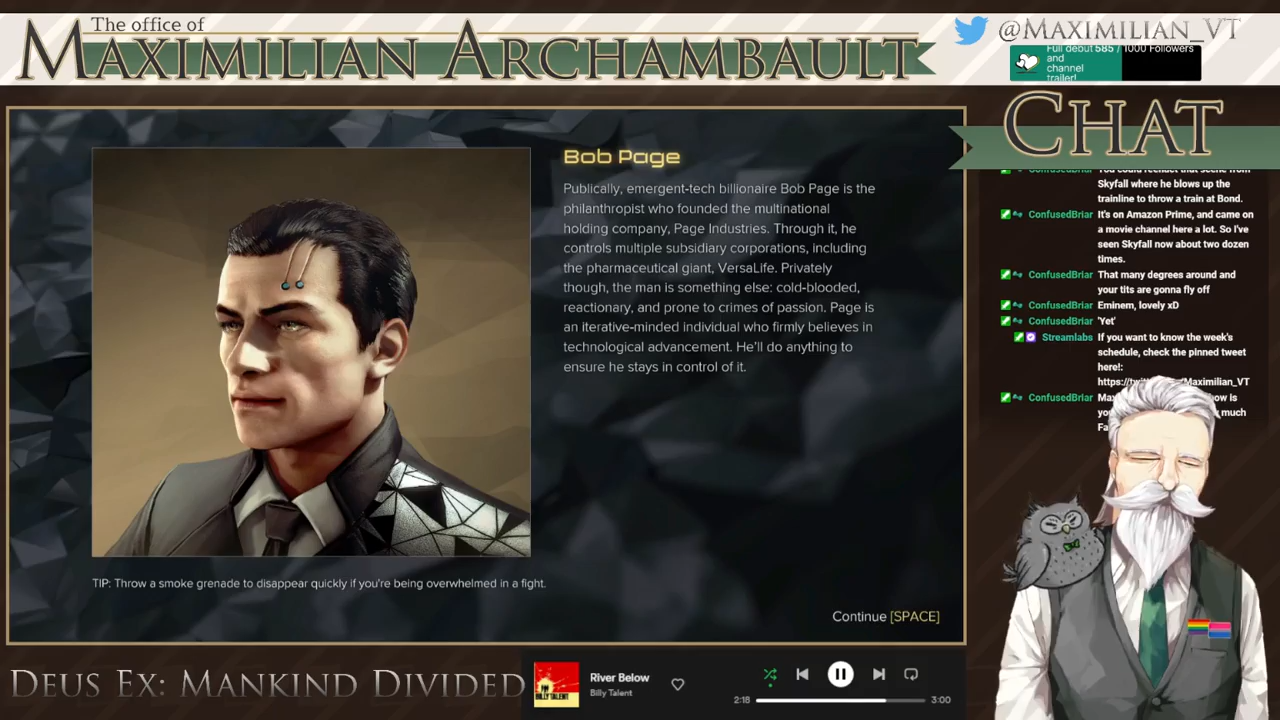 The office of
MAXIMILIAN ARCHAMBAULT
@MAXIMILIAN_VT
Full debut and channel trailer!
585 / 1000 Followers
CHAT
Bob Page
Publically, emergent-tech billionaire Bob Page is the
philanthropist who founded the multinational
holding company, Page Industries. Through it, he
controls multiple subsidiary corporations, including
the pharmaceutical giant, VersaLife. Privately
though, the man is something else: cold-blooded,
reactionary, and prone to crimes of passion. Page is
an iterative-minded individual who firmly believes in
technological advancement. He'll do anything to
ensure he stays in control of it.
TIP: Throw a smoke grenade to disappear quickly if you're being overwhelmed in a fight.
Continue [SPACE]
Skyfall where he blows up the
trainline to throw a train at Bond.
ConfusedBriar It's on Amazon Prime, and came on
a movie channel here a lot. So I've
seen Skyfall now about two dozen
times.
ConfusedBriar That many degrees around and
your tits are gonna fly off
ConfusedBriar Eminem, lovely xD
ConfusedBriar 'Yet'
Streamlabs If you want to know the week's
schedule, check the pinned tweet
here!:
Maximilian_VT
ConfusedBriar
much
DEUS EX: MANKIND DIVIDED
BILLY TALENT
River Below
Billy Talent
2:18
3:00